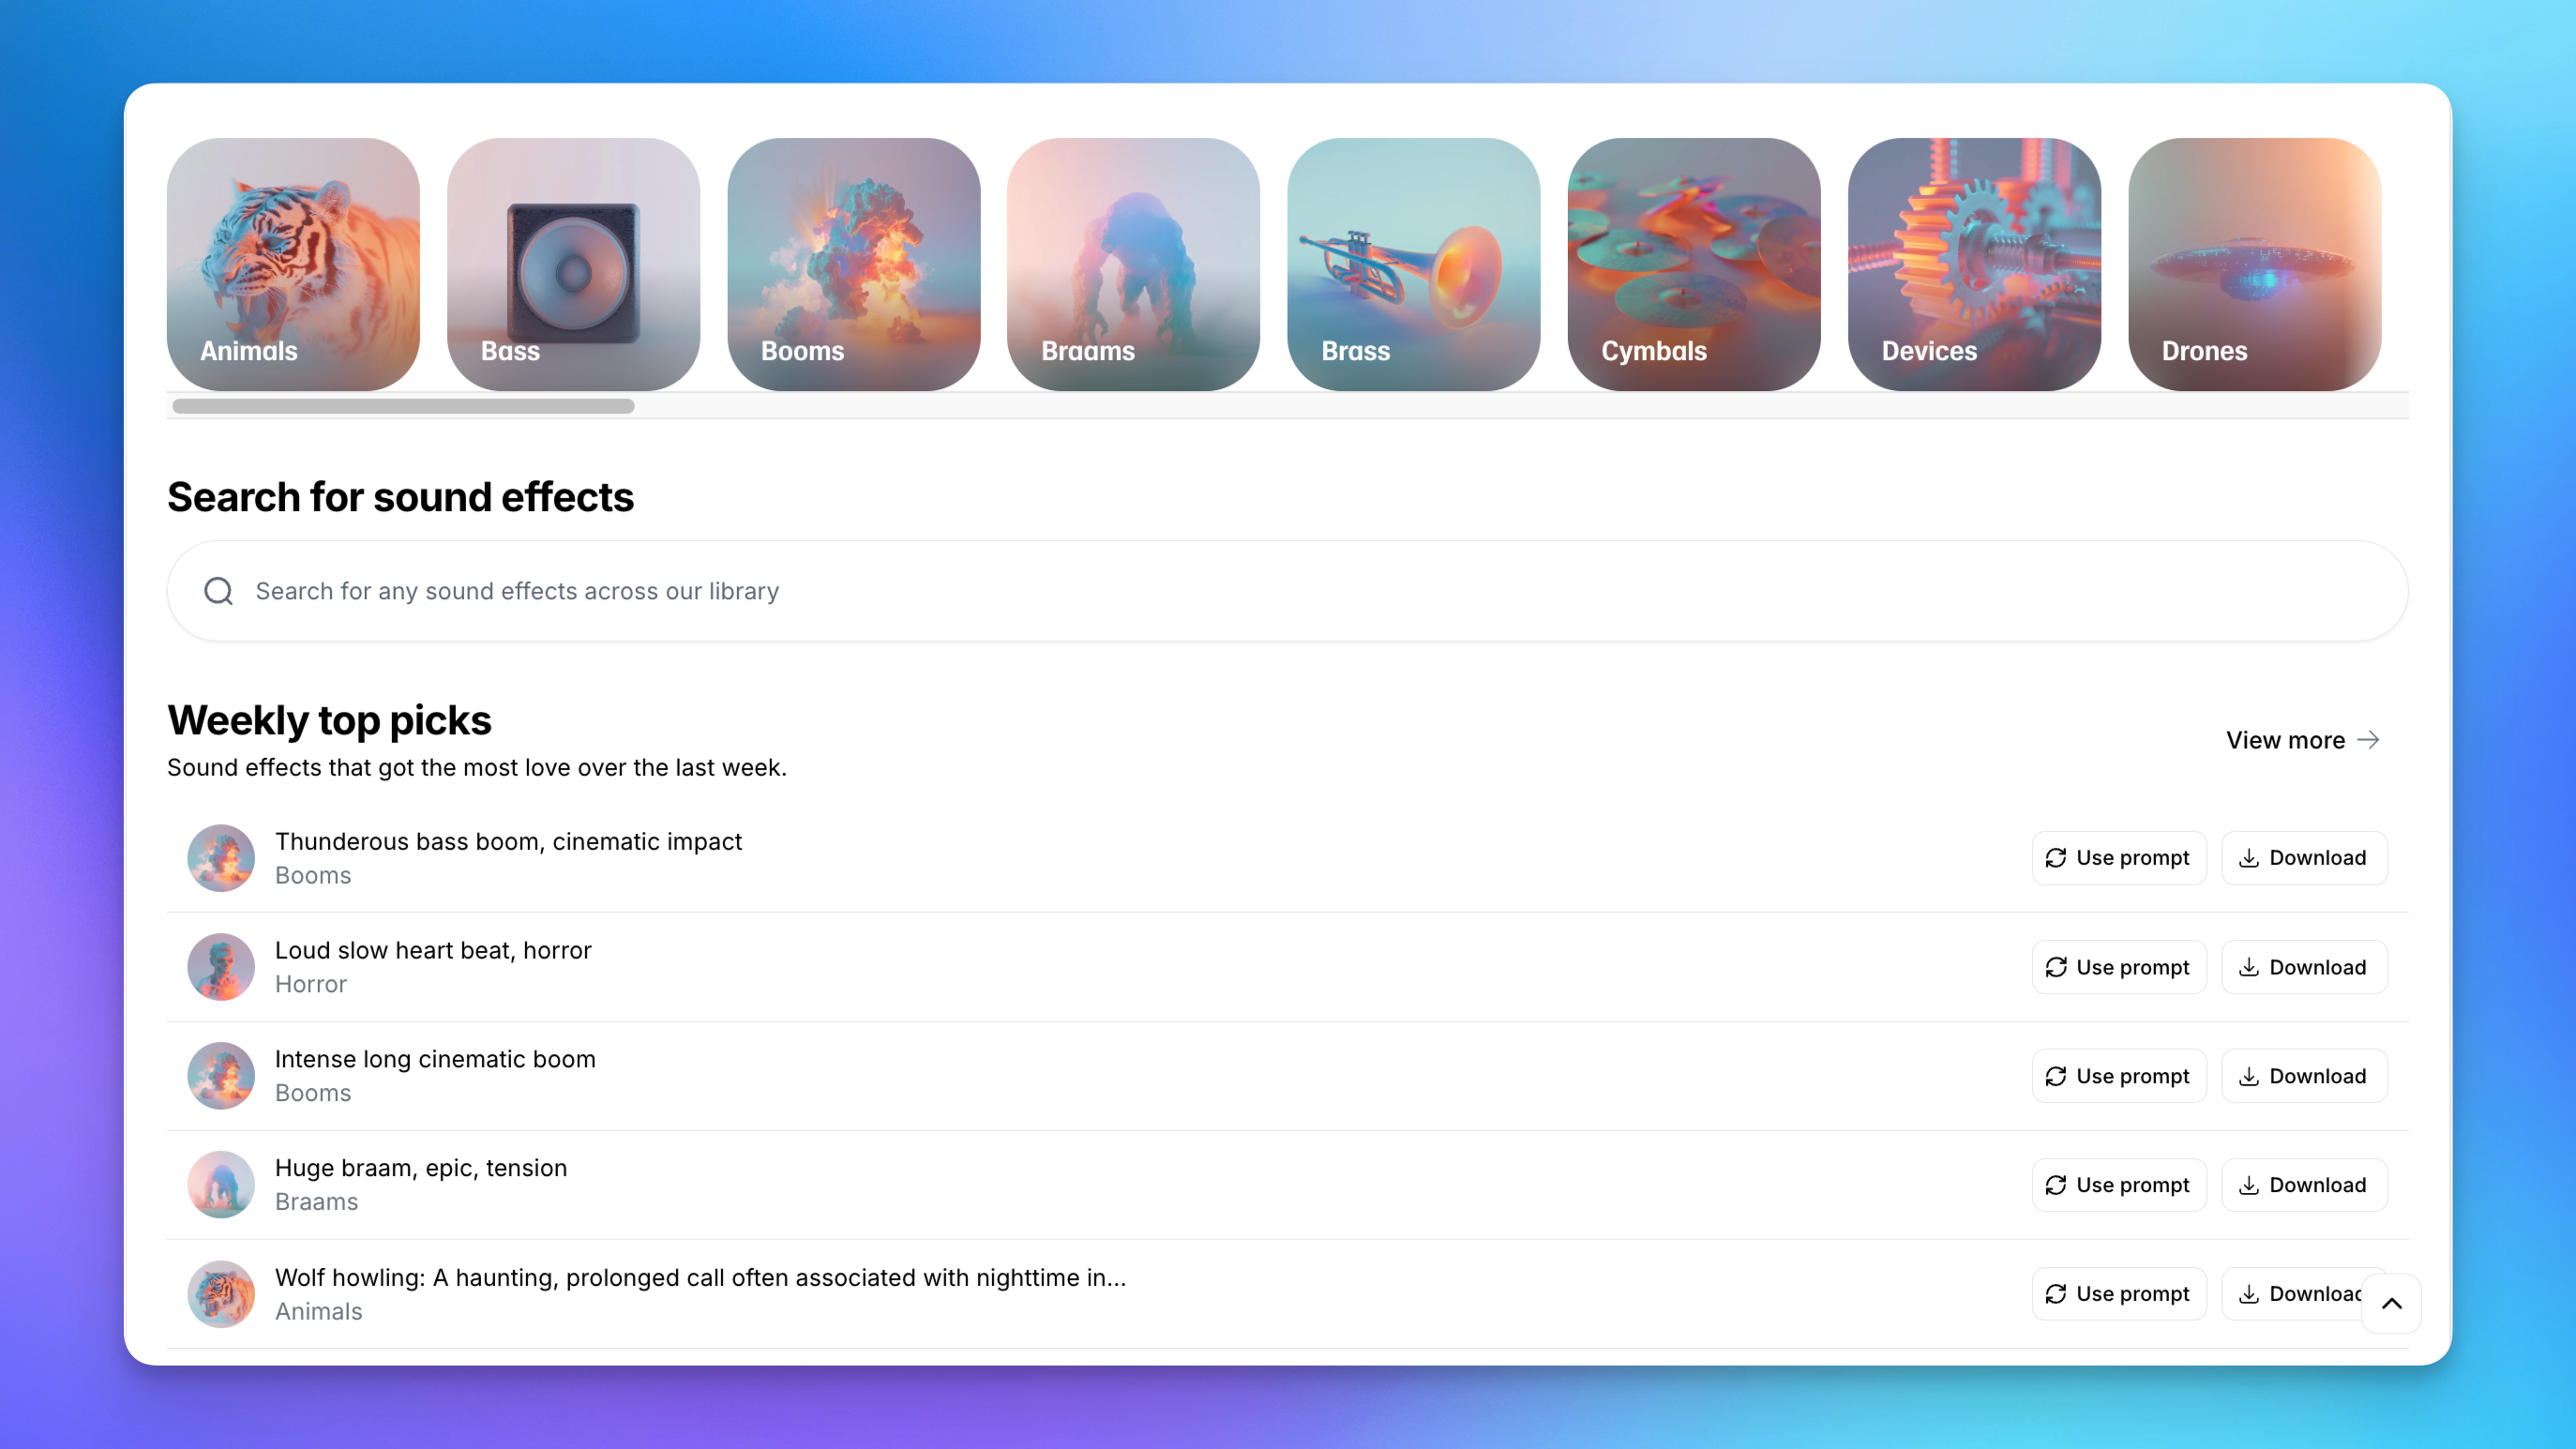 Animals
Bass
Booms
Braams
Brass
Cymbals
Devices
Drones
Search for sound effects
Search for any sound effects across our library
Weekly top picks
View more
Sound effects that got the most love over the last week.
Thunderous bass boom, cinematic impact
Booms
Use prompt
Download
Loud slow heart beat, horror
Horror
Use prompt
Download
Intense long cinematic boom
Booms
Use prompt
Download
Huge braam, epic, tension
Braams
Use prompt
Download
Wolf howling: A haunting, prolonged call often associated with nighttime in...
Animals
Use prompt
Download